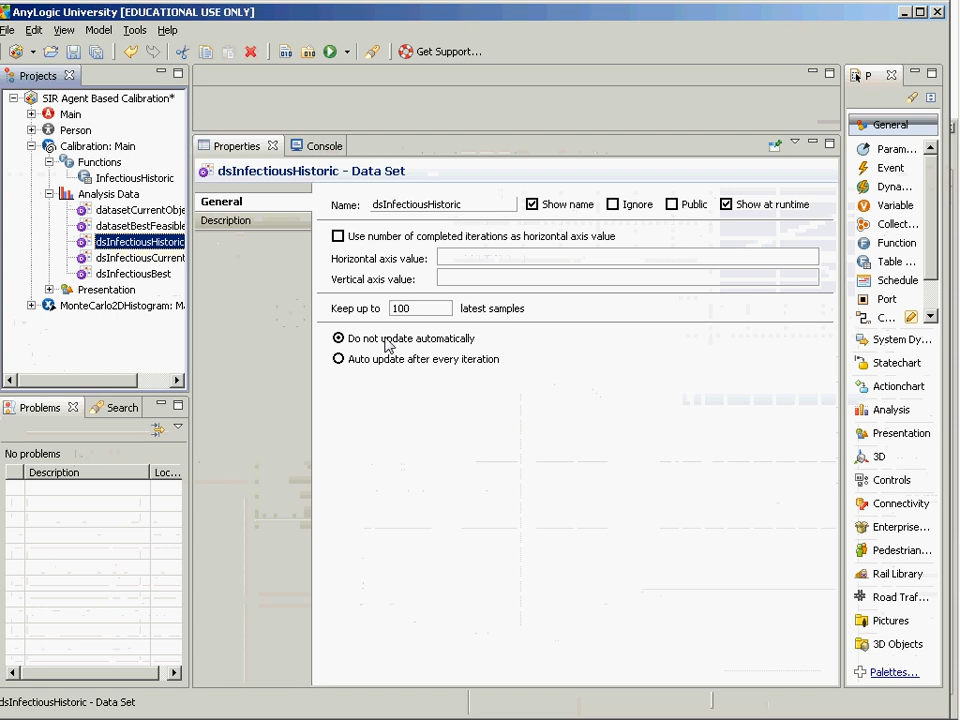 AnyLogic University [EDUCATIONAL USE ONLY]
File Edit View Model Tools Help
Get Support...
Projects
SIR Agent Based Calibration*
Main
Person
Calibration: Main
Functions
InfectiousHistoric
Analysis Data
datasetCurrentObje
datasetBestFeasible
dsInfectiousHistoric
dsInfectiousCurrent
dsInfectiousBest
Presentation
MonteCarlo2DHistogram: M
Problems Search
No problems
Description Loc...
Properties Console
dsInfectiousHistoric - Data Set
General
Description
Name: dsInfectiousHistoric Show name Ignore Public Show at runtime
Use number of completed iterations as horizontal axis value
Horizontal axis value:
Vertical axis value:
Keep up to 100 latest samples
Do not update automatically
Auto update after every iteration
P
General
Param...
Event
Dyna...
Variable
Collect...
Function
Table ...
Schedule
Port
C...
System Dy...
Statechart
Actionchart
Analysis
Presentation
3D
Controls
Connectivity
Enterprise...
Pedestrian...
Rail Library
Road Traf...
Pictures
3D Objects
Palettes...
dsInfectiousHistoric - Data Set